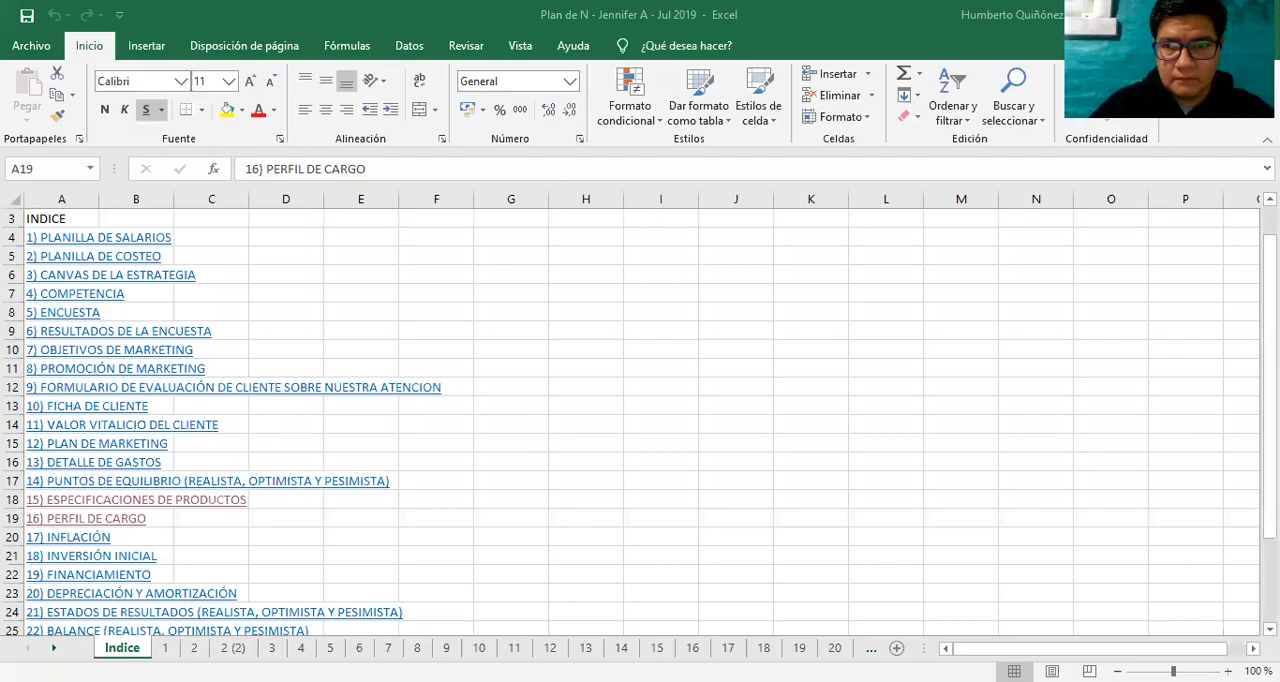 Plan de N - Jennifer A - Jul 2019 - Excel
Humberto Quiñónez
Archivo Inicio Insertar Disposición de página Fórmulas Datos Revisar Vista Ayuda ¿Qué desea hacer?
Pegar
Calibri 11
N K S
General
% 000
Formato condicional
Dar formato como tabla
Estilos de celda
Insertar
Eliminar
Formato
Ordenar y filtrar
Buscar y seleccionar
Portapapeles Fuente Alineación Número Estilos Celdas Edición Confidencialidad
A19 fx 16) PERFIL DE CARGO
A B C D E F G H I J K L M N O P
3 INDICE
4 1) PLANILLA DE SALARIOS
5 2) PLANILLA DE COSTEO
6 3) CANVAS DE LA ESTRATEGIA
7 4) COMPETENCIA
8 5) ENCUESTA
9 6) RESULTADOS DE LA ENCUESTA
10 7) OBJETIVOS DE MARKETING
11 8) PROMOCIÓN DE MARKETING
12 9) FORMULARIO DE EVALUACIÓN DE CLIENTE SOBRE NUESTRA ATENCION
13 10) FICHA DE CLIENTE
14 11) VALOR VITALICIO DEL CLIENTE
15 12) PLAN DE MARKETING
16 13) DETALLE DE GASTOS
17 14) PUNTOS DE EQUILIBRIO (REALISTA, OPTIMISTA Y PESIMISTA)
18 15) ESPECIFICACIONES DE PRODUCTOS
19 16) PERFIL DE CARGO
20 17) INFLACIÓN
21 18) INVERSIÓN INICIAL
22 19) FINANCIAMIENTO
23 20) DEPRECIACIÓN Y AMORTIZACIÓN
24 21) ESTADOS DE RESULTADOS (REALISTA, OPTIMISTA Y PESIMISTA)
25 22) BALANCE (REALISTA, OPTIMISTA Y PESIMISTA)
Indice 1 2 2 (2) 3 4 5 6 7 8 9 10 11 12 13 14 15 16 17 18 19 20 ...
100 %